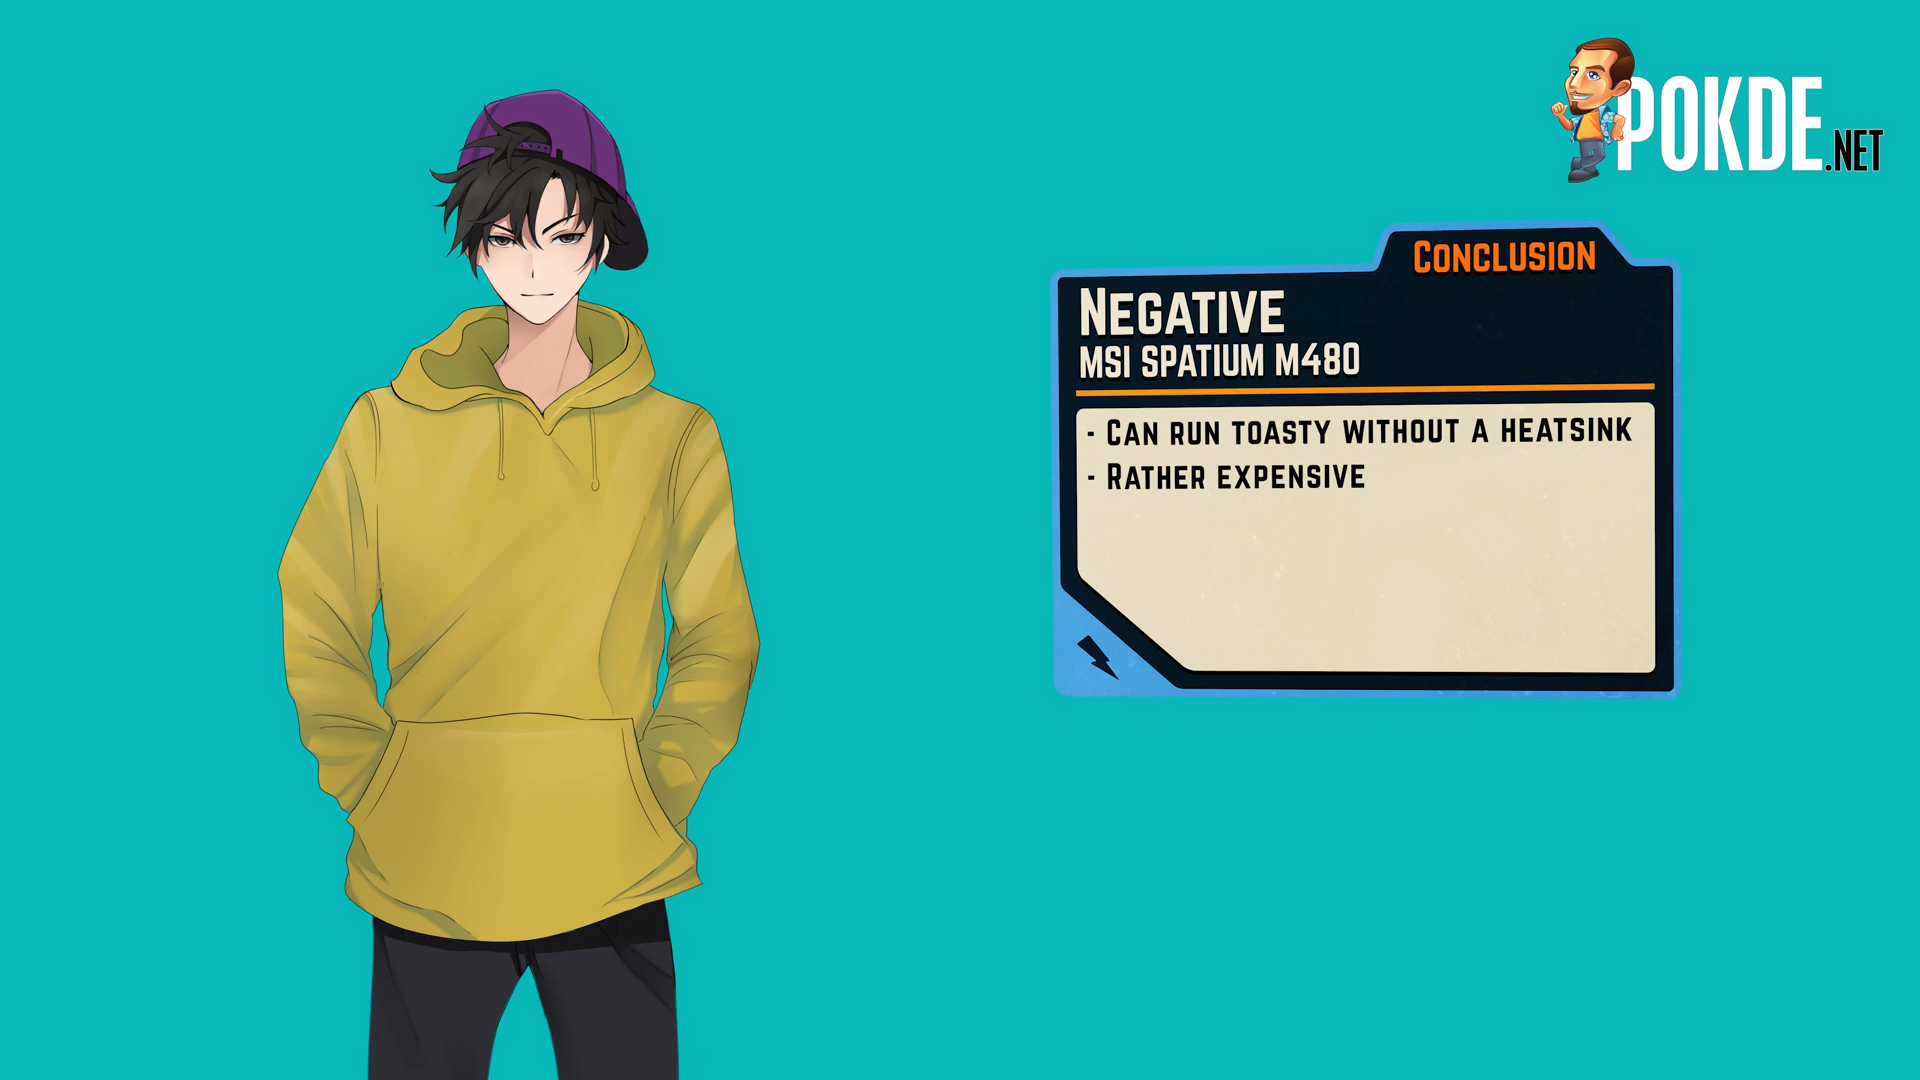 POKDE.NET
CONCLUSION
NEGATIVE
MSI SPATIUM M480
- CAN RUN TOASTY WITHOUT A HEATSINK
- RATHER EXPENSIVE